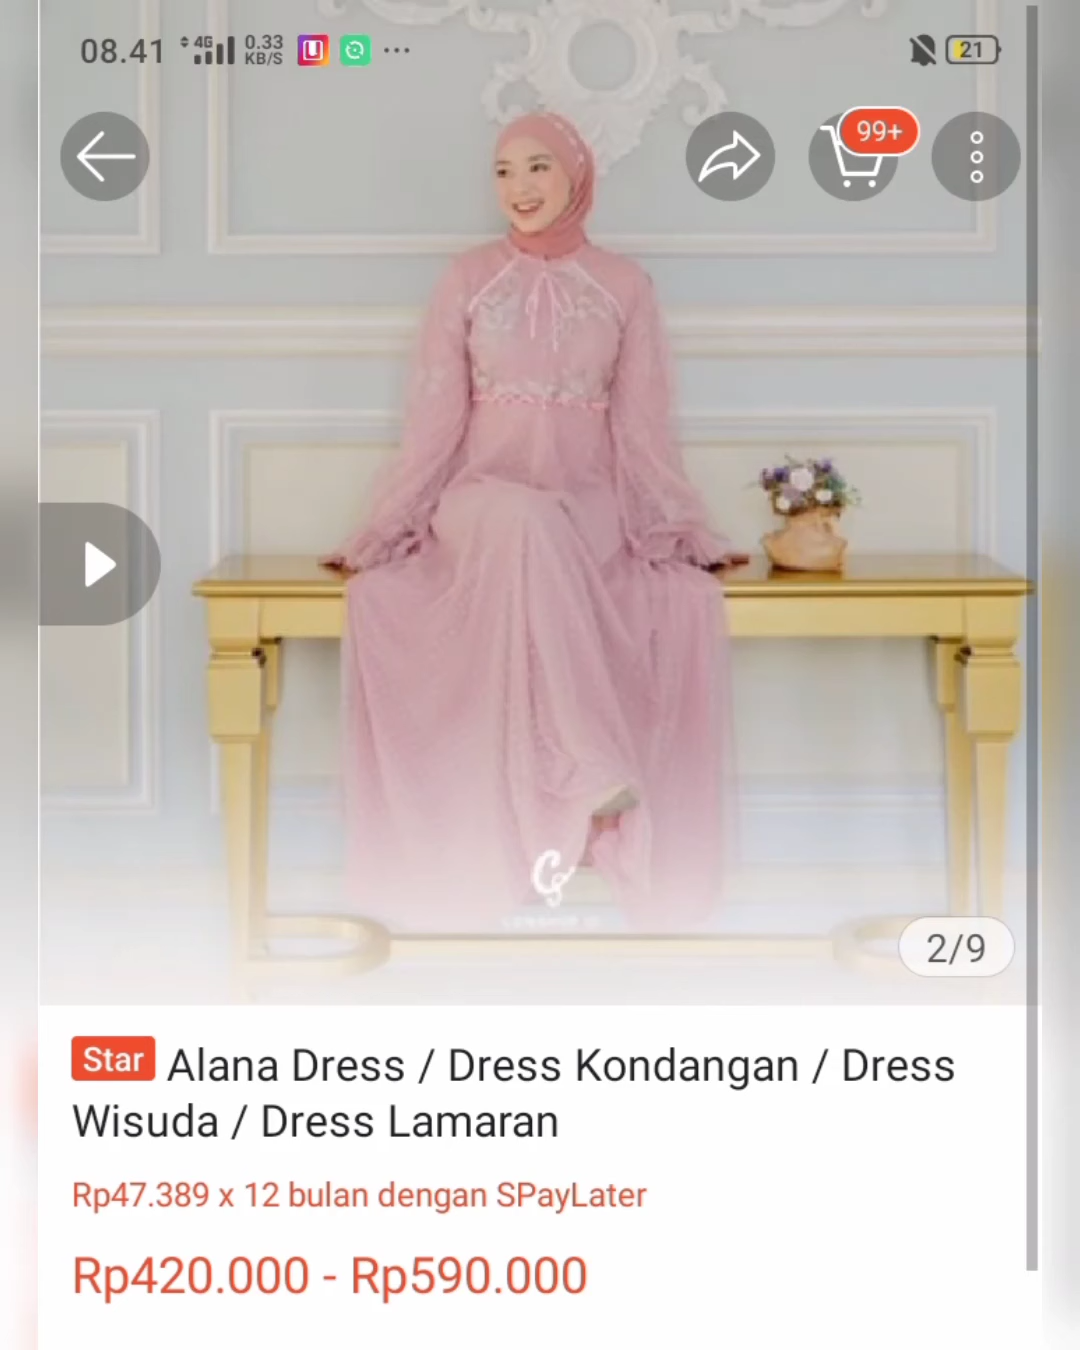 08.41 4G 0.33 KB/S 21
99+
2/9
Star Alana Dress / Dress Kondangan / Dress
Wisuda / Dress Lamaran
Rp47.389 x 12 bulan dengan SPayLater
Rp420.000 - Rp590.000